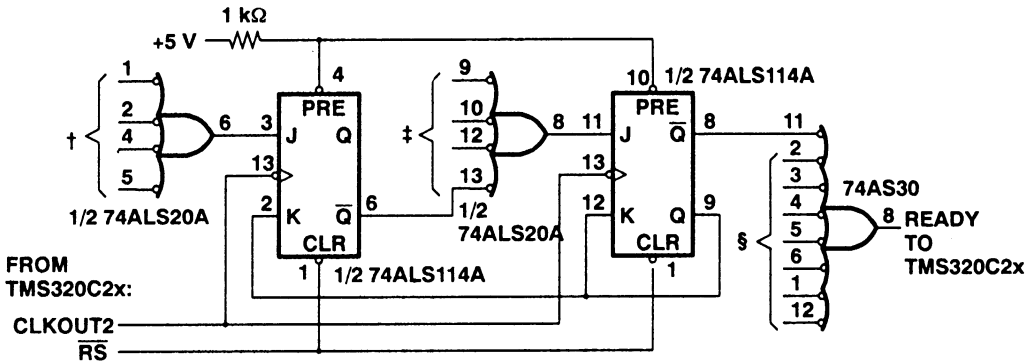 1 kΩ
+5 V
1
2
4
5
†
6
1/2 74ALS20A
4
PRE
3
J
Q
13
2
K
Q̅
6
CLR
1
1/2 74ALS114A
9
10
12
13
‡
8
1/2
74ALS20A
10
1/2 74ALS114A
PRE
11
J
Q̅
8
13
12
K
Q
9
CLR
1
11
2
3
4
5
6
1
12
§
74AS30
8
READY
TO
TMS320C2x
FROM
TMS320C2x:
CLKOUT2
R̅S̅